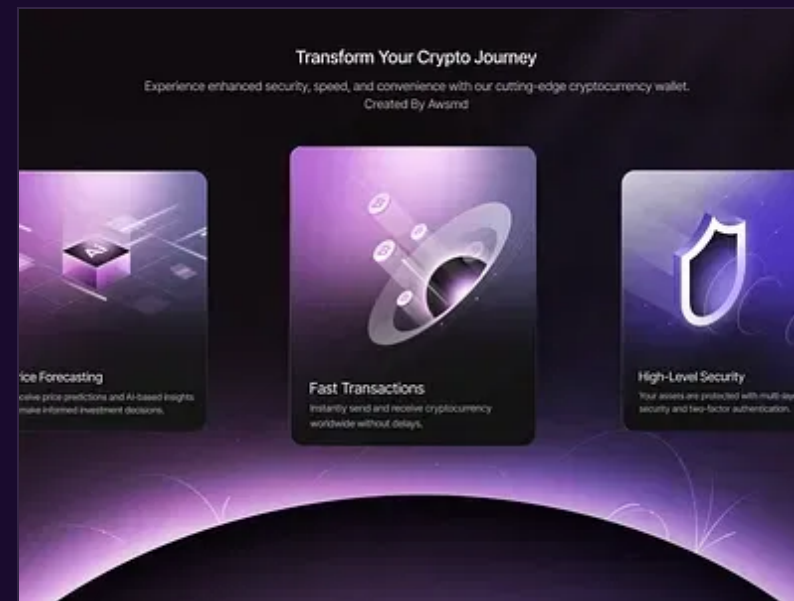 Transform Your Crypto Journey
Experience enhanced security, speed, and convenience with our cutting-edge cryptocurrency wallet.
Created By Awsmd
AI
ice Forecasting
ceive price predictions and AI-based insights
make informed investment decisions.
Fast Transactions
Instantly send and receive cryptocurrency
worldwide without delays.
High-Level Security
Your assets are protected with multi-lay
security and two-factor authentication.